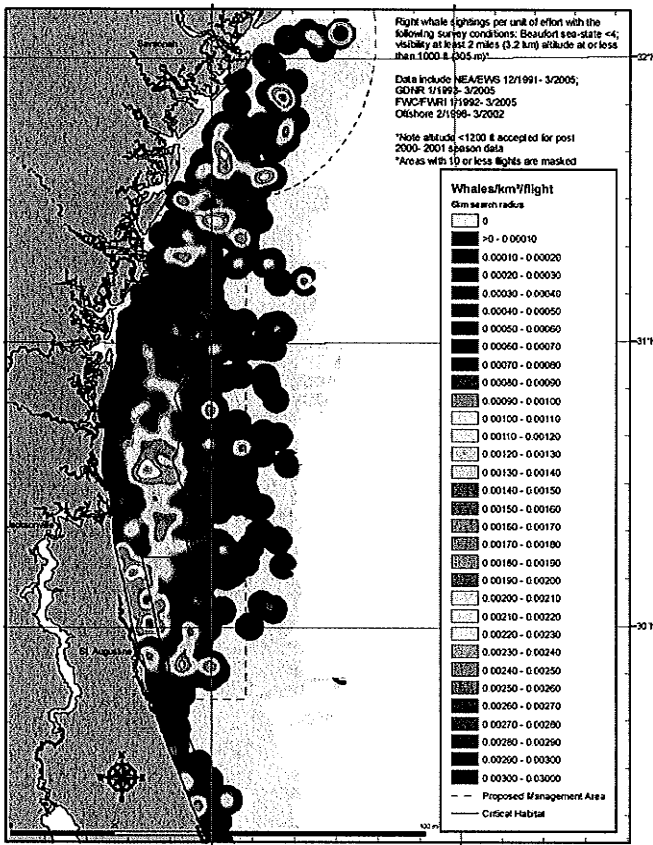 Right whale sightings per unit of effort with the
following survey conditions: Beaufort sea-state <4;
visibility at least 2 miles (3.2 km) altitude at or less
than 1000 ft (305 m)*
Data include NEA/EWS 12/1991- 3/2005;
GDNR 1/1993- 3/2005
FWC/FWRI 1/1992- 3/2005
Offshore 2/1996- 3/2002
*Note altitude <1200 ft accepted for post
2000- 2001 season data
*Areas with 10 or less flights are masked
Savannah
St. Augustine
31°
30°
Whales/km²/flight
6km search radius
0
>0 - 0.00010
0.00010 - 0.00020
0.00020 - 0.00030
0.00030 - 0.00040
0.00040 - 0.00050
0.00050 - 0.00060
0.00060 - 0.00070
0.00070 - 0.00080
0.00080 - 0.00090
0.00090 - 0.00100
0.00100 - 0.00110
0.00110 - 0.00120
0.00120 - 0.00130
0.00130 - 0.00140
0.00140 - 0.00150
0.00150 - 0.00160
0.00160 - 0.00170
0.00170 - 0.00180
0.00180 - 0.00190
0.00190 - 0.00200
0.00200 - 0.00210
0.00210 - 0.00220
0.00220 - 0.00230
0.00230 - 0.00240
0.00240 - 0.00250
0.00250 - 0.00260
0.00260 - 0.00270
0.00270 - 0.00280
0.00280 - 0.00290
0.00290 - 0.00300
0.00300 - 0.03000
Proposed Management Area
Critical Habitat